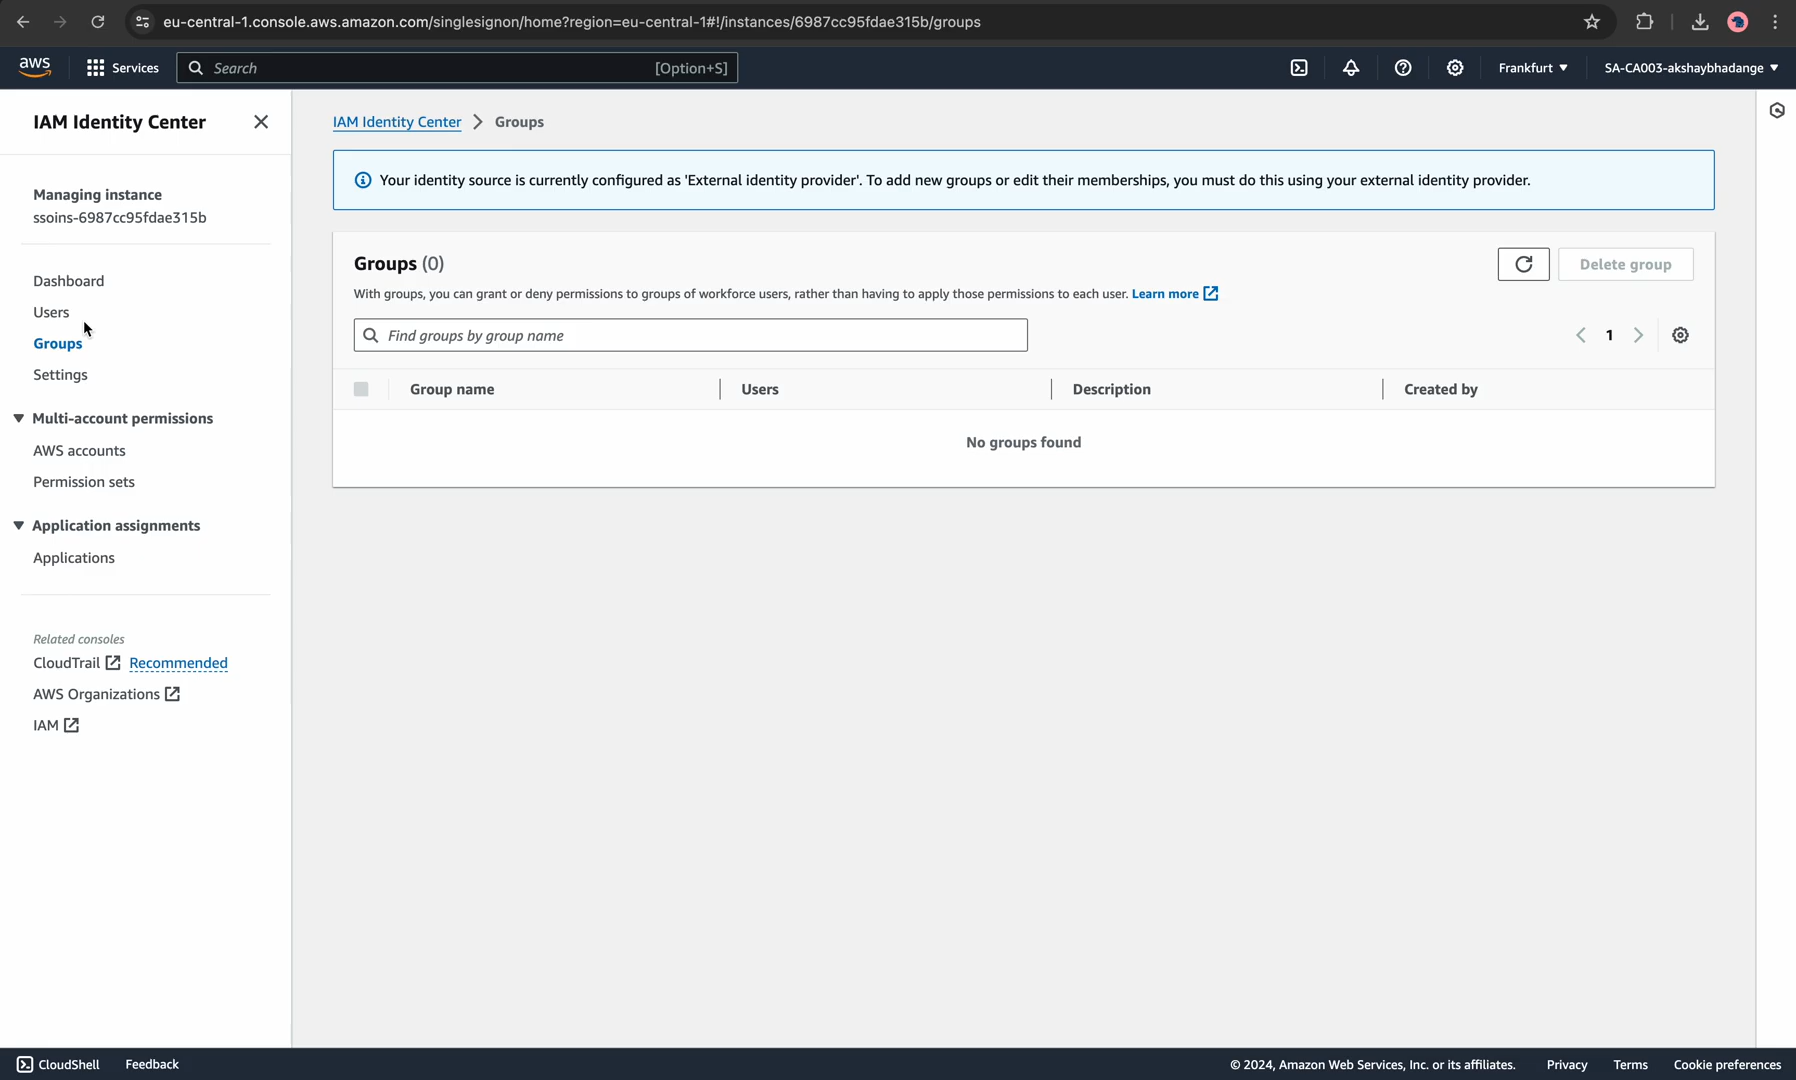 eu-central-1.console.aws.amazon.com/singlesignon/home?region=eu-central-1#!/instances/6987cc95fdae315b/groups
aws
Services
Search
[Option+S]
Frankfurt
SA-CA003-akshaybhadange
IAM Identity Center
Managing instance
ssoins-6987cc95fdae315b
Dashboard
Users
Groups
Settings
Multi-account permissions
AWS accounts
Permission sets
Application assignments
Applications
Related consoles
CloudTrail Recommended
AWS Organizations
IAM
IAM Identity Center > Groups
Your identity source is currently configured as 'External identity provider'. To add new groups or edit their memberships, you must do this using your external identity provider.
Groups (0)
Delete group
With groups, you can grant or deny permissions to groups of workforce users, rather than having to apply those permissions to each user. Learn more
Find groups by group name
1
Group name
Users
Description
Created by
No groups found
CloudShell
Feedback
© 2024, Amazon Web Services, Inc. or its affiliates.
Privacy
Terms
Cookie preferences